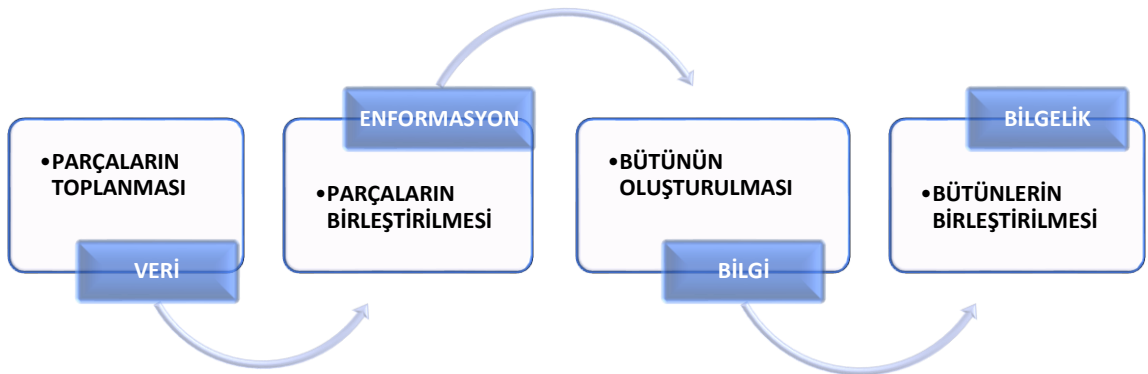 •PARÇALARIN
TOPLANMASI
VERİ
ENFORMASYON
•PARÇALARIN
BİRLEŞTİRİLMESİ
•BÜTÜNÜN
OLUŞTURULMASI
BİLGİ
BİLGELİK
•BÜTÜNLERİN
BİRLEŞTİRİLMESİ